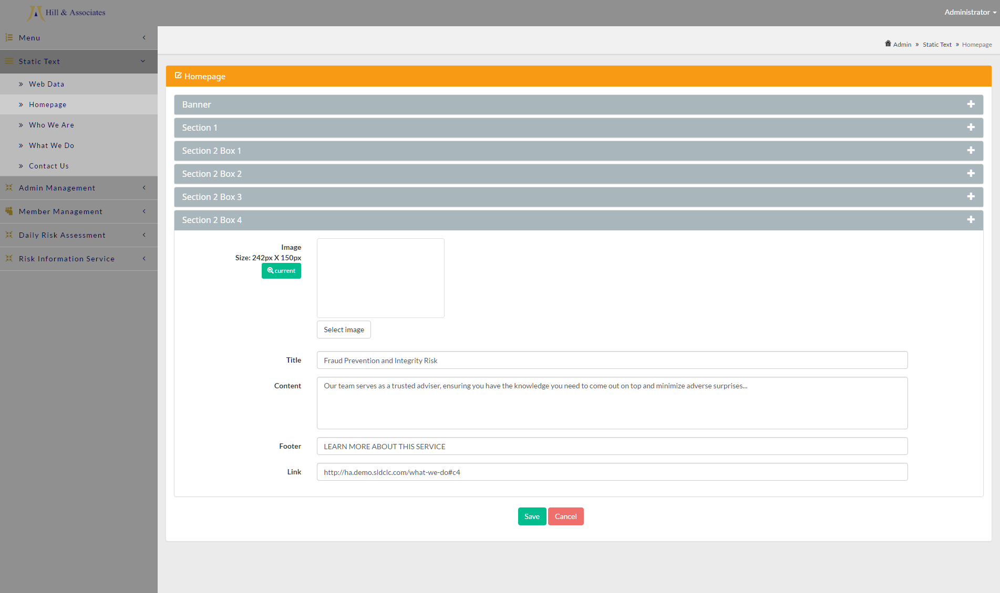 Hill & Associates
Administrator
Menu
Static Text
Web Data
Homepage
Who We Are
What We Do
Contact Us
Admin Management
Member Management
Daily Risk Assessment
Risk Information Service
Admin » Static Text » Homepage
Homepage
Banner
Section 1
Section 2 Box 1
Section 2 Box 2
Section 2 Box 3
Section 2 Box 4
Image
Size: 242px X 150px
current
Select image
Title
Fraud Prevention and Integrity Risk
Content
Our team serves as a trusted adviser, ensuring you have the knowledge you need to come out on top and minimize adverse surprises...
Footer
LEARN MORE ABOUT THIS SERVICE
Link
http://ha.demo.sldclc.com/what-we-do#c4
Save
Cancel